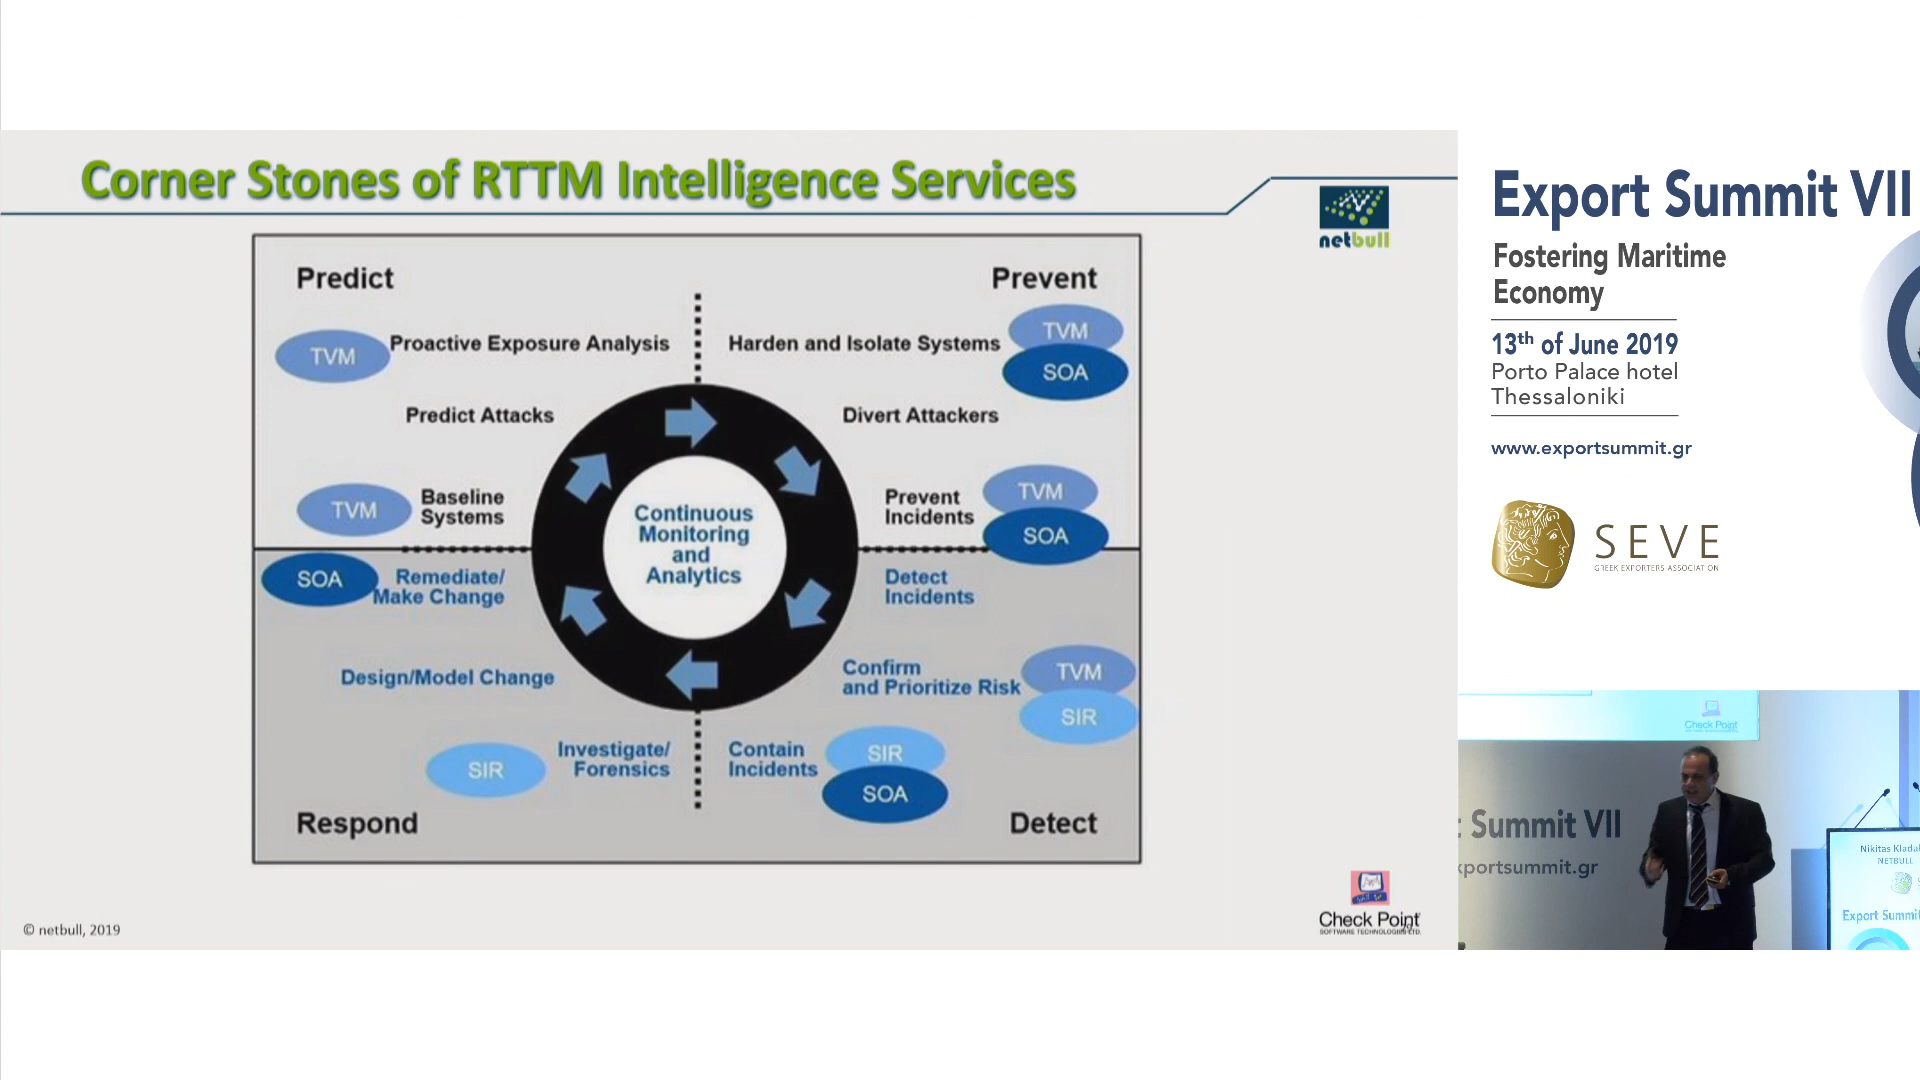 Corner Stones of RTTM Intelligence Services
netbull
Predict
Prevent
TVM
Proactive Exposure Analysis
Harden and Isolate Systems
TVM
SOA
Predict Attacks
Divert Attackers
TVM
Baseline
Systems
Prevent
Incidents
TVM
SOA
Continuous
Monitoring
and
Analytics
SOA
Remediate/
Make Change
Detect
Incidents
Design/Model Change
Confirm
and Prioritize Risk
TVM
SIR
SIR
Investigate/
Forensics
Contain
Incidents
SIR
SOA
Respond
Detect
© netbull, 2019
Check Point
SOFTWARE TECHNOLOGIES LTD.
Export Summit VII
Fostering Maritime
Economy
13th of June 2019
Porto Palace hotel
Thessaloniki
www.exportsummit.gr
SEVE
GREEK EXPORTERS ASSOCIATION
Check Point
Summit VII
xportsummit.gr
Nikitas Klada
NETBULL
Export Summi